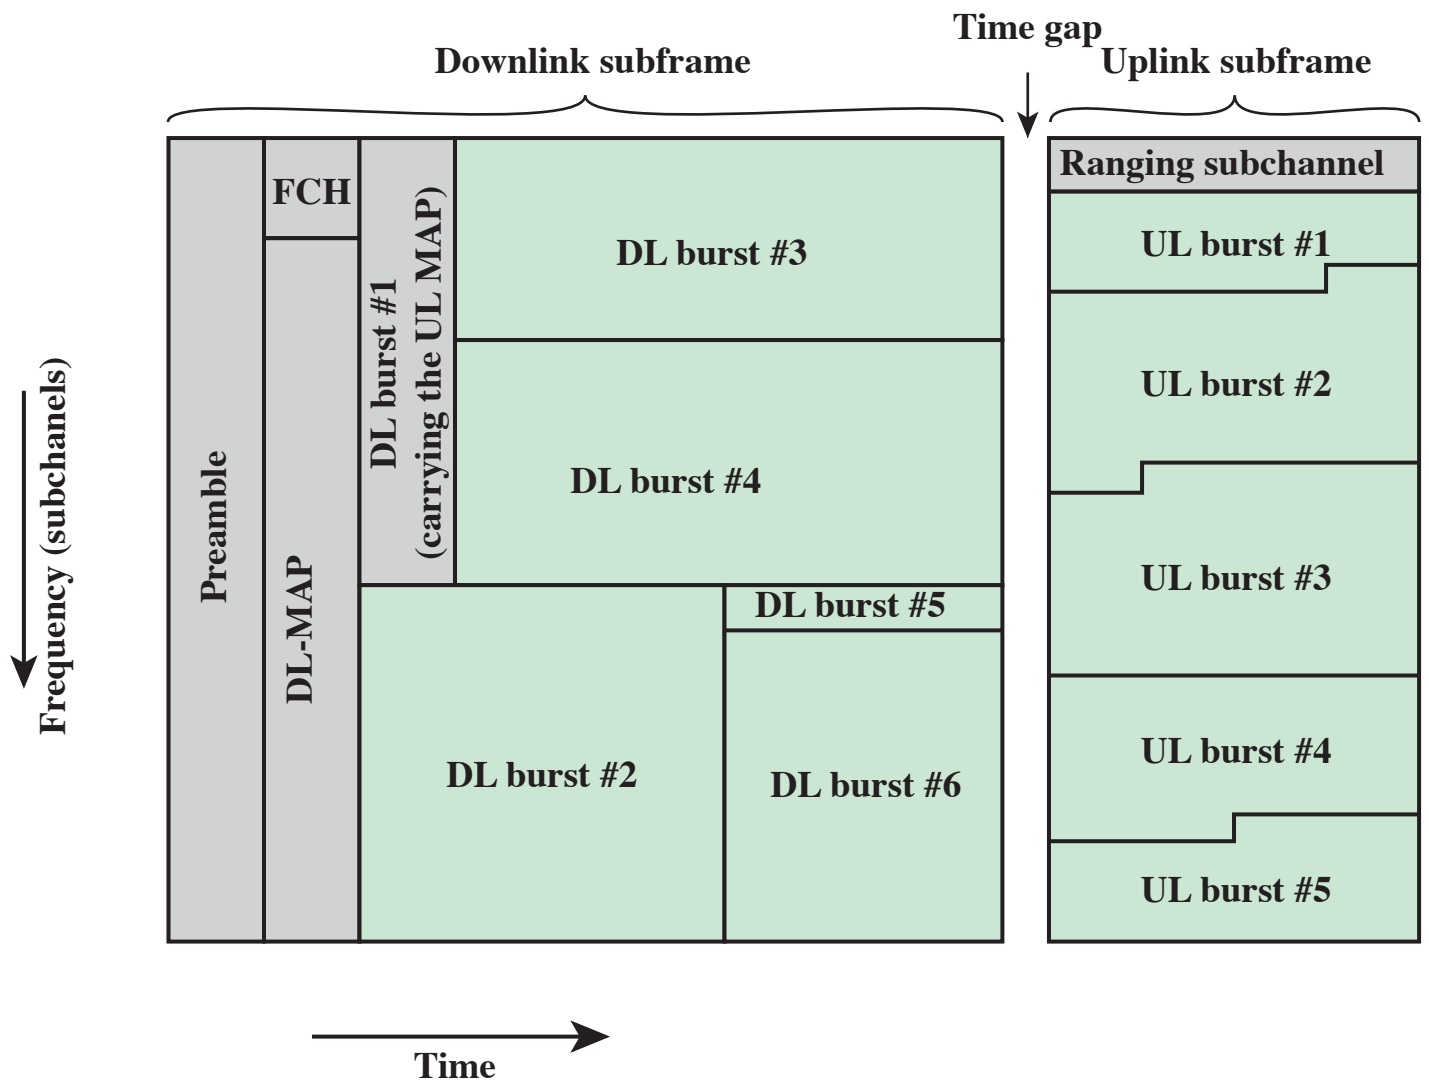 Time gap
Downlink subframe
Uplink subframe
Preamble
FCH
DL-MAP
DL burst #1
(carrying the UL MAP)
DL burst #3
DL burst #4
DL burst #2
DL burst #5
DL burst #6
Ranging subchannel
UL burst #1
UL burst #2
UL burst #3
UL burst #4
UL burst #5
Frequency (subchannels)
Time